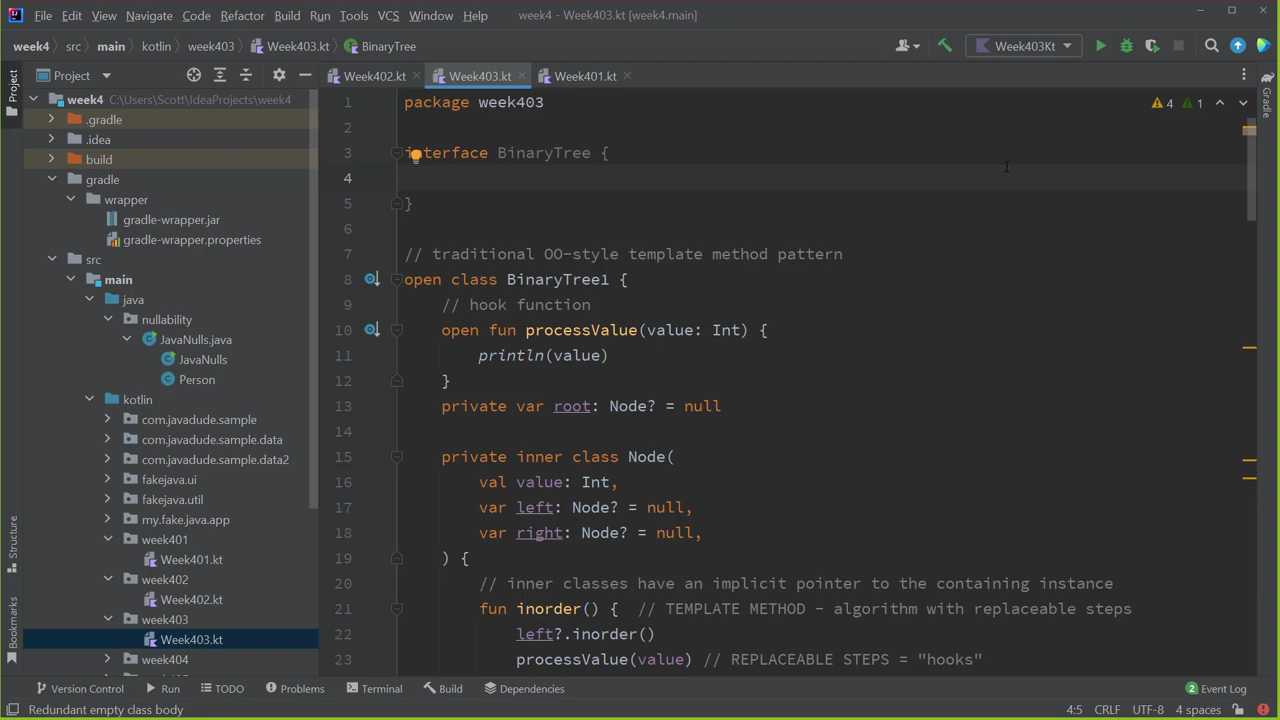 File Edit View Navigate Code Refactor Build Run Tools VCS Window Help week4 - Week403.kt [week4.main]
week4 src main kotlin week403 Week403.kt BinaryTree Week403Kt
Project Week402.kt Week403.kt Week401.kt
Project
Gradle
week4 C:\Users\Scott\IdeaProjects\week4
.gradle
.idea
build
gradle
wrapper
gradle-wrapper.jar
gradle-wrapper.properties
src
main
java
nullability
JavaNulls.java
JavaNulls
Person
kotlin
com.javadude.sample
com.javadude.sample.data
com.javadude.sample.data2
fakejava.ui
fakejava.util
my.fake.java.app
week401
Week401.kt
week402
Week402.kt
week403
Week403.kt
week404
Structure
Bookmarks
1 package week403
4 1
2
3 interface BinaryTree {
4
5 }
6
7 // traditional OO-style template method pattern
8 open class BinaryTree1 {
9 // hook function
10 open fun processValue(value: Int) {
11 println(value)
12 }
13 private var root: Node? = null
14
15 private inner class Node(
16 val value: Int,
17 var left: Node? = null,
18 var right: Node? = null,
19 ) {
20 // inner classes have an implicit pointer to the containing instance
21 fun inorder() { // TEMPLATE METHOD - algorithm with replaceable steps
22 left?.inorder()
23 processValue(value) // REPLACEABLE STEPS = "hooks"
Version Control Run TODO Problems Terminal Build Dependencies 2 Event Log
Redundant empty class body 4:5 CRLF UTF-8 4 spaces